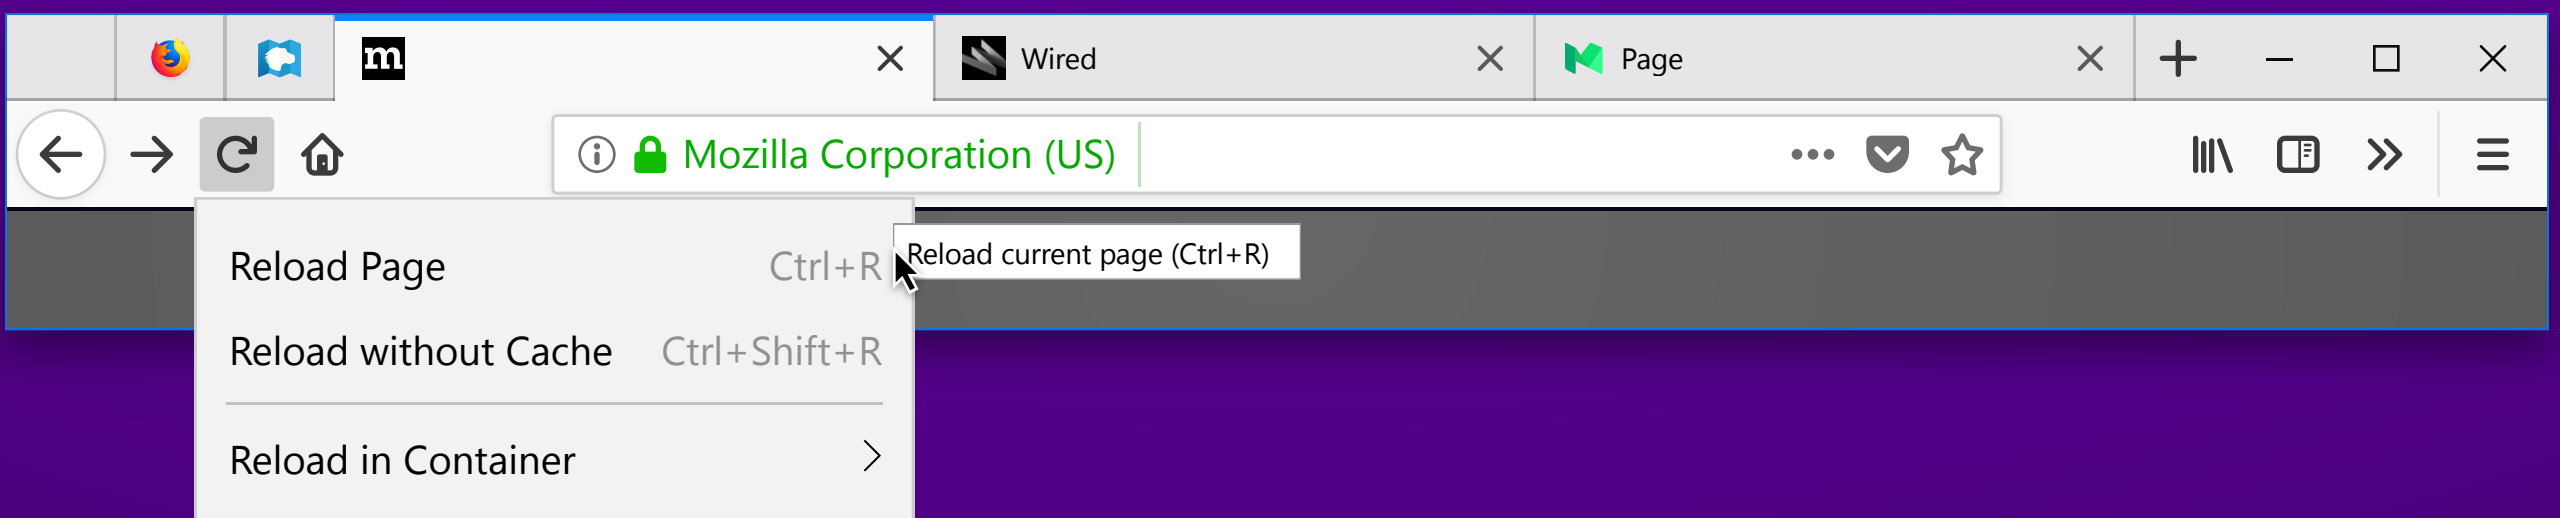 m
Wired
Page
Mozilla Corporation (US)
Reload Page Ctrl+R
Reload current page (Ctrl+R)
Reload without Cache Ctrl+Shift+R
Reload in Container